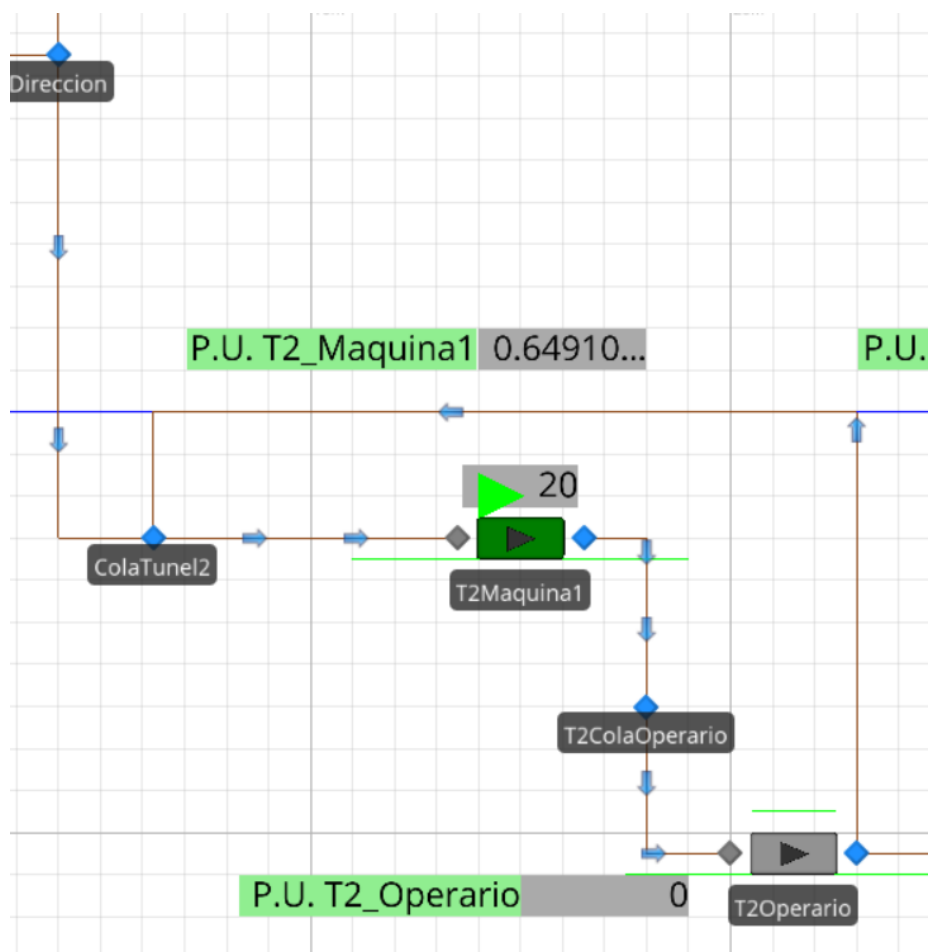 Direccion
P.U. T2_Maquina1 0.64910...
P.U.
20
ColaTunel2
T2Maquina1
T2ColaOperario
P.U. T2_Operario 0
T2Operario